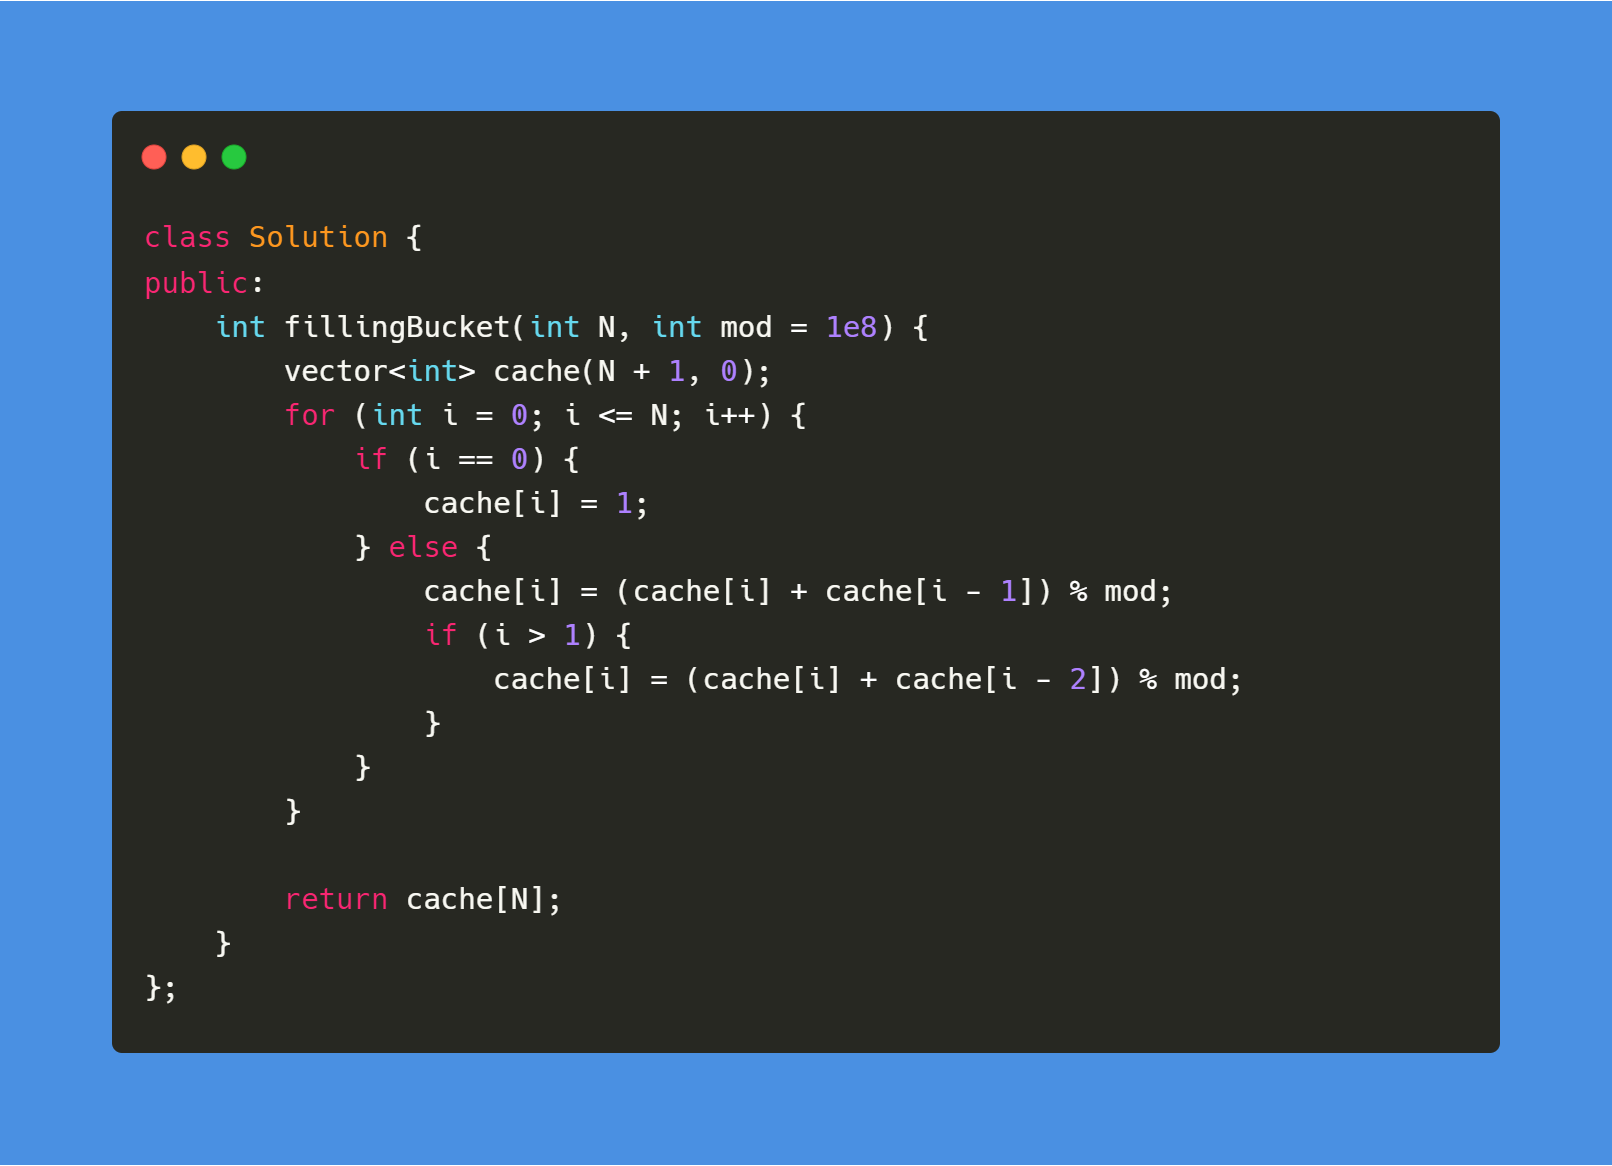 class Solution {
public:
    int fillingBucket(int N, int mod = 1e8) {
        vector<int> cache(N + 1, 0);
        for (int i = 0; i <= N; i++) {
            if (i == 0) {
                cache[i] = 1;
            } else {
                cache[i] = (cache[i] + cache[i - 1]) % mod;
                if (i > 1) {
                    cache[i] = (cache[i] + cache[i - 2]) % mod;
                }
            }
        }

        return cache[N];
    }
};